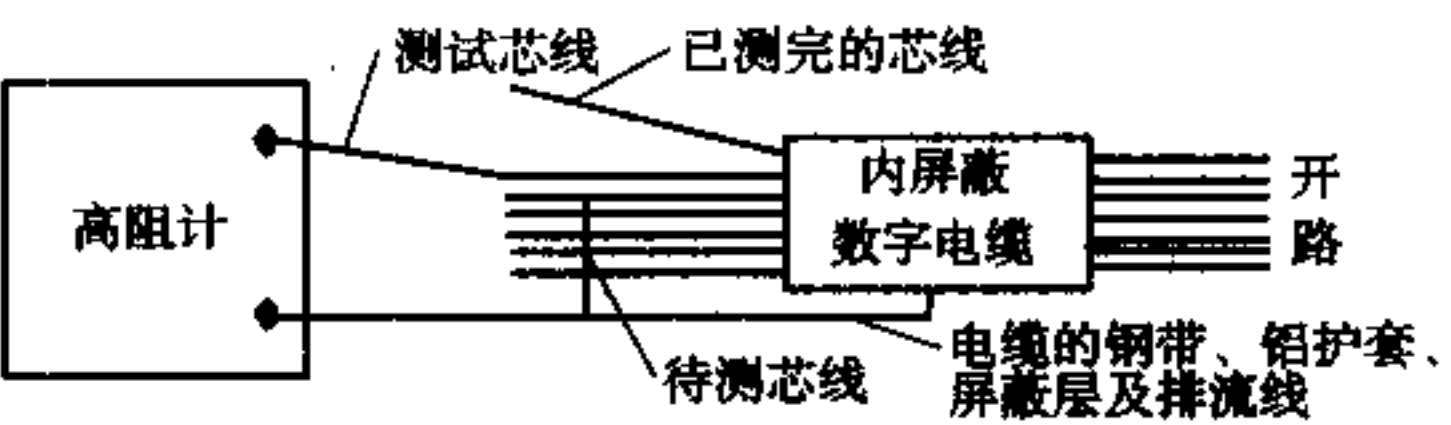 测试芯线
已测完的芯线
高阻计
内屏蔽
数字电缆
开
路
待测芯线
电缆的钢带、铝护套、
屏蔽层及排流线